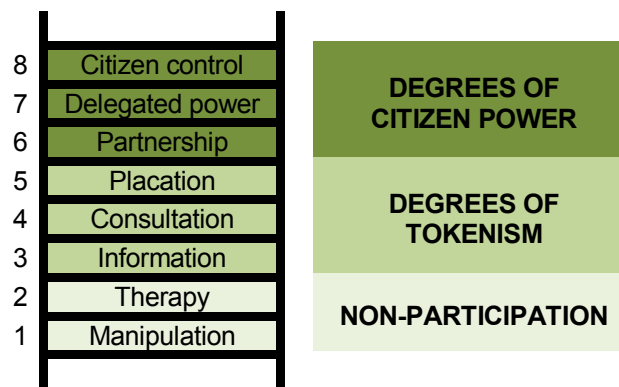 8 Citizen control
7 Delegated power
6 Partnership
5 Placation
4 Consultation
3 Information
2 Therapy
1 Manipulation
DEGREES OF
CITIZEN POWER
DEGREES OF
TOKENISM
NON-PARTICIPATION